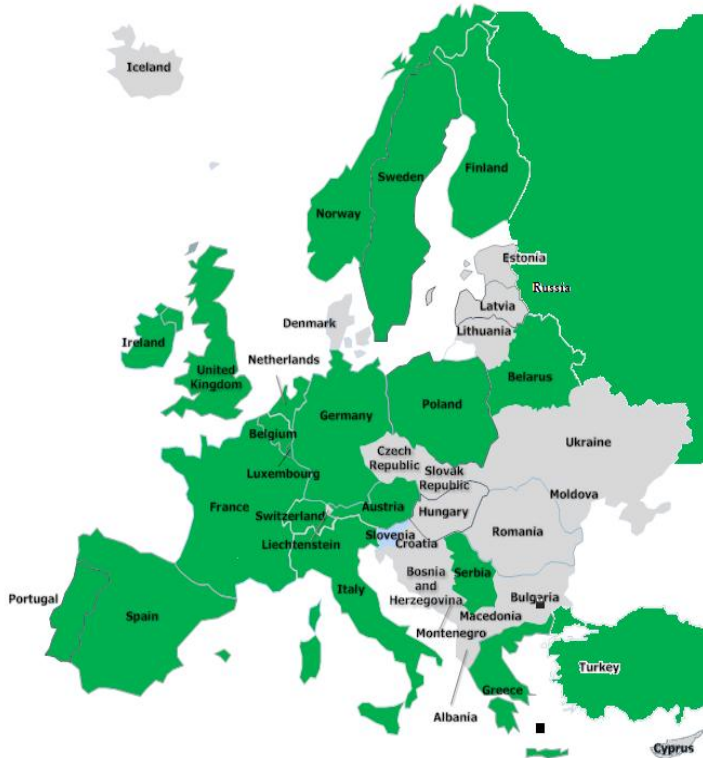 Iceland
Sweden
Finland
Norway
Estonia
Russia
Latvia
Denmark
Lithuania
Ireland
Netherlands
United
Kingdom
Belarus
Germany
Poland
Belgium
Ukraine
Czech
Republic
Slovak
Republic
Luxembourg
Moldova
France
Austria
Switzerland
Hungary
Romania
Slovenia
Croatia
Liechtenstein
Bosnia
and
Herzegovina
Serbia
Italy
Bulgaria
Portugal
Spain
Macedonia
Montenegro
Turkey
Greece
Albania
Cyprus